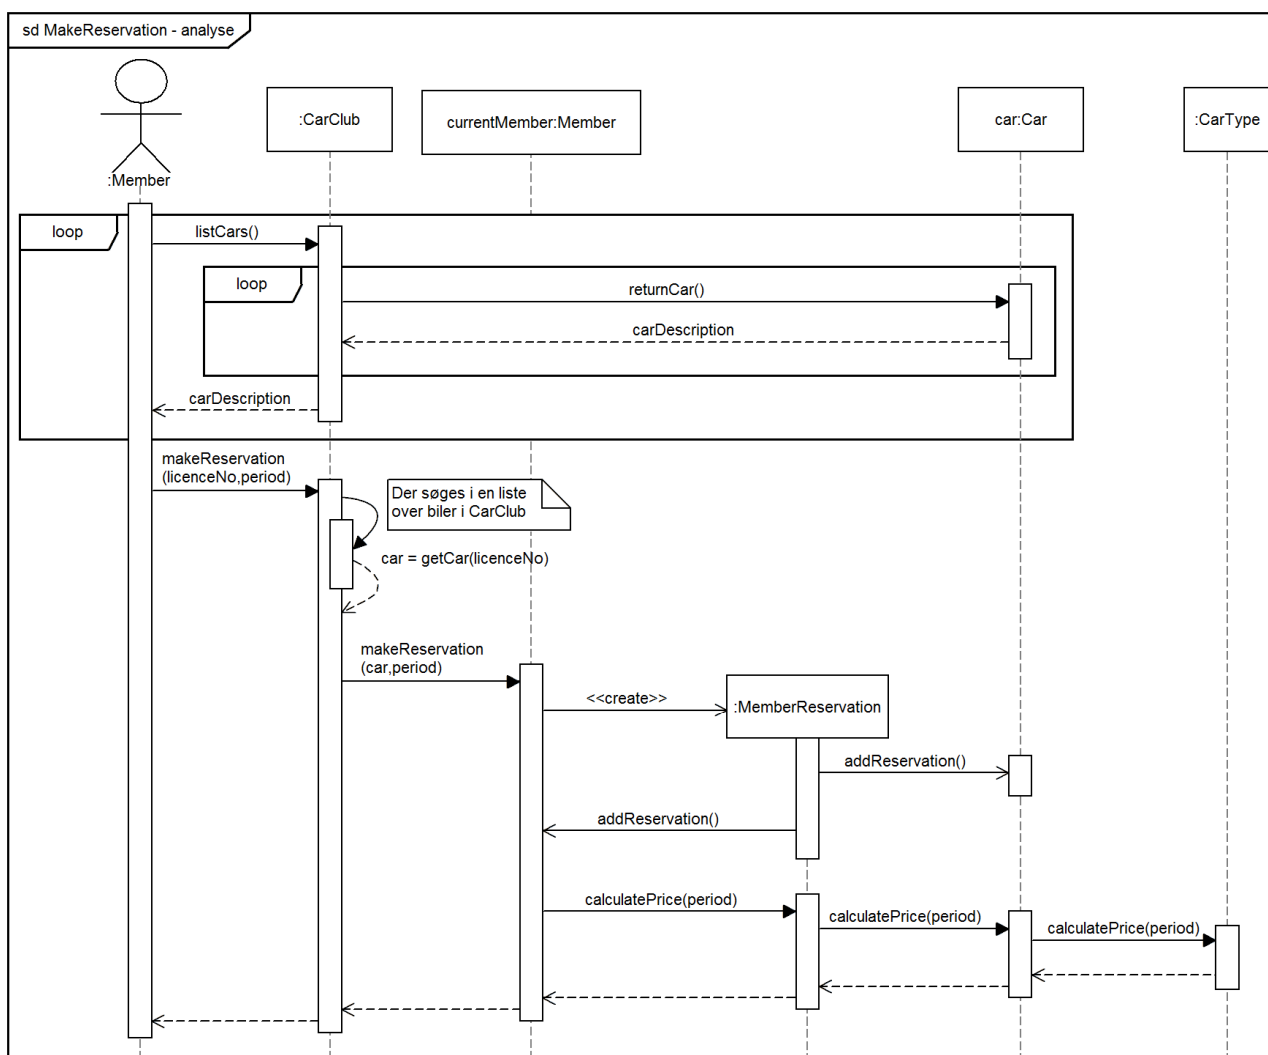 sd MakeReservation - analyse
:Member
:CarClub
currentMember:Member
car:Car
:CarType
loop
listCars()
loop
returnCar()
carDescription
carDescription
makeReservation
(licenceNo,period)
Der søges i en liste
over biler i CarClub
car = getCar(licenceNo)
makeReservation
(car,period)
<<create>>
:MemberReservation
addReservation()
addReservation()
calculatePrice(period)
calculatePrice(period)
calculatePrice(period)